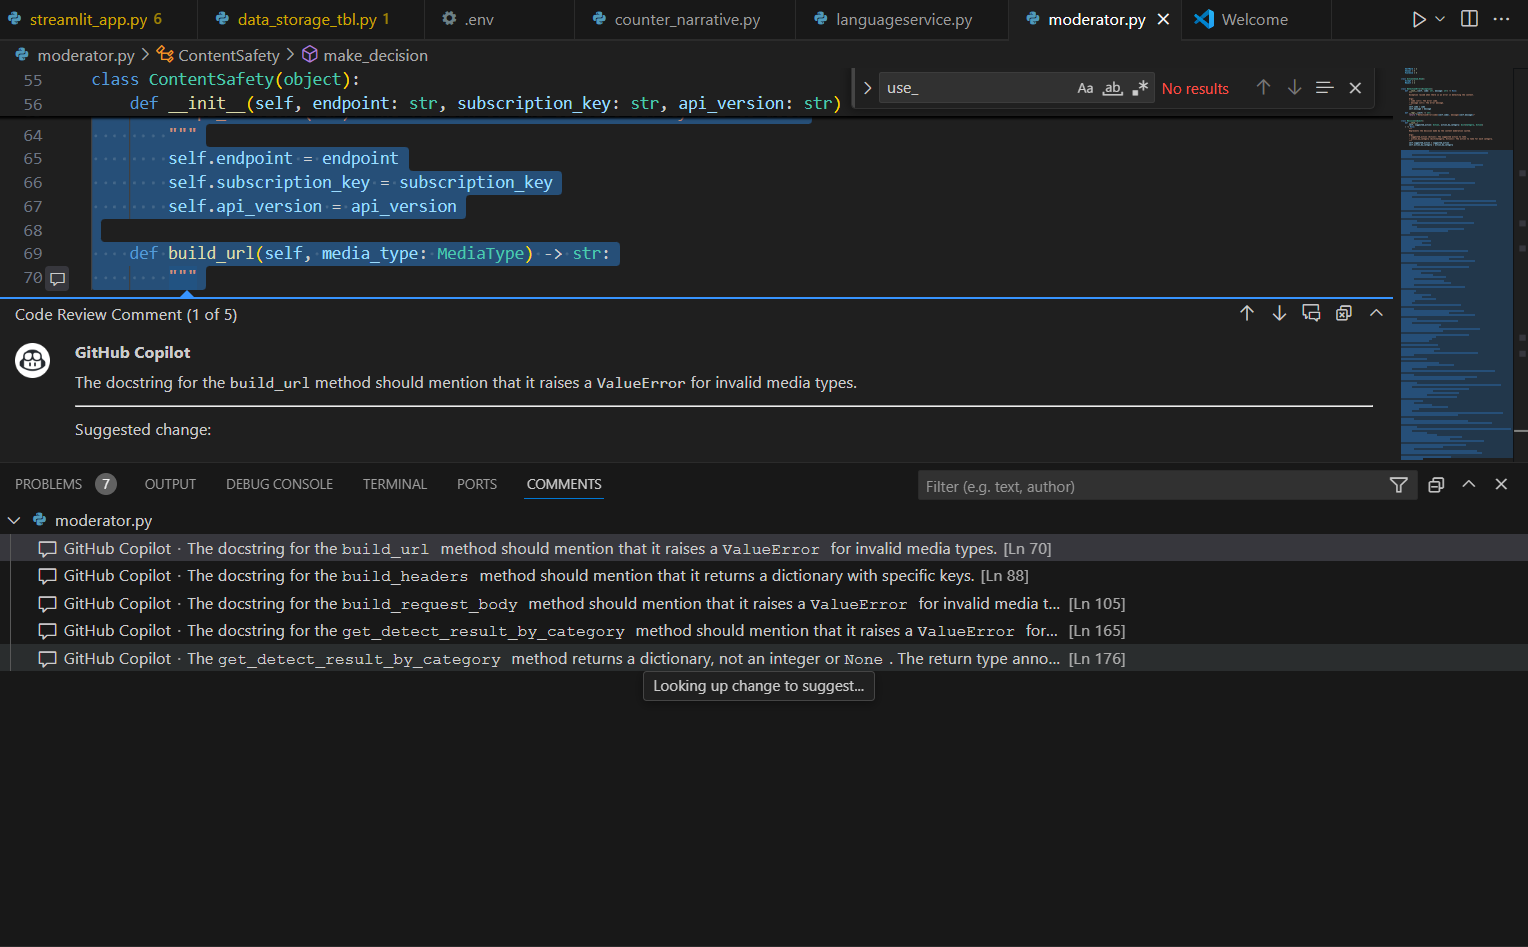 streamlit_app.py 6 data_storage_tbl.py 1 .env counter_narrative.py languageservice.py moderator.py Welcome
moderator.py > ContentSafety > make_decision
55 class ContentSafety(object):
56 def __init__(self, endpoint: str, subscription_key: str, api_version: str)
use_ Aa ab No results
64 """
65 self.endpoint = endpoint
66 self.subscription_key = subscription_key
67 self.api_version = api_version
68
69 def build_url(self, media_type: MediaType) -> str:
70 """
Code Review Comment (1 of 5)
GitHub Copilot
The docstring for the build_url method should mention that it raises a ValueError for invalid media types.
Suggested change:
PROBLEMS 7 OUTPUT DEBUG CONSOLE TERMINAL PORTS COMMENTS Filter (e.g. text, author)
moderator.py
GitHub Copilot · The docstring for the build_url method should mention that it raises a ValueError for invalid media types. [Ln 70]
GitHub Copilot · The docstring for the build_headers method should mention that it returns a dictionary with specific keys. [Ln 88]
GitHub Copilot · The docstring for the build_request_body method should mention that it raises a ValueError for invalid media t... [Ln 105]
GitHub Copilot · The docstring for the get_detect_result_by_category method should mention that it raises a ValueError for... [Ln 165]
GitHub Copilot · The get_detect_result_by_category method returns a dictionary, not an integer or None . The return type anno... [Ln 176]
Looking up change to suggest...